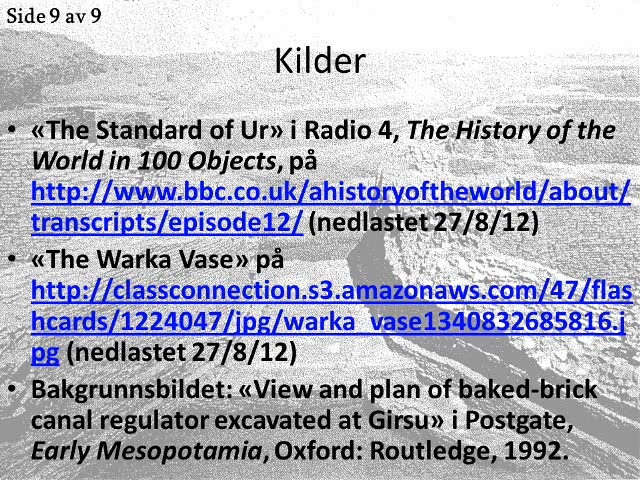 Side 9 av 9
Kilder
• «The Standard of Ur» i Radio 4, The History of the
World in 100 Objects, på
http://www.bbc.co.uk/ahistoryoftheworld/about/
transcripts/episode12/ (nedlastet 27/8/12)
• «The Warka Vase» på
http://classconnection.s3.amazonaws.com/47/flas
hcards/1224047/jpg/warka_vase1340832685816.j
pg (nedlastet 27/8/12)
• Bakgrunnsbildet: «View and plan of baked-brick
canal regulator excavated at Girsu» i Postgate,
Early Mesopotamia, Oxford: Routledge, 1992.